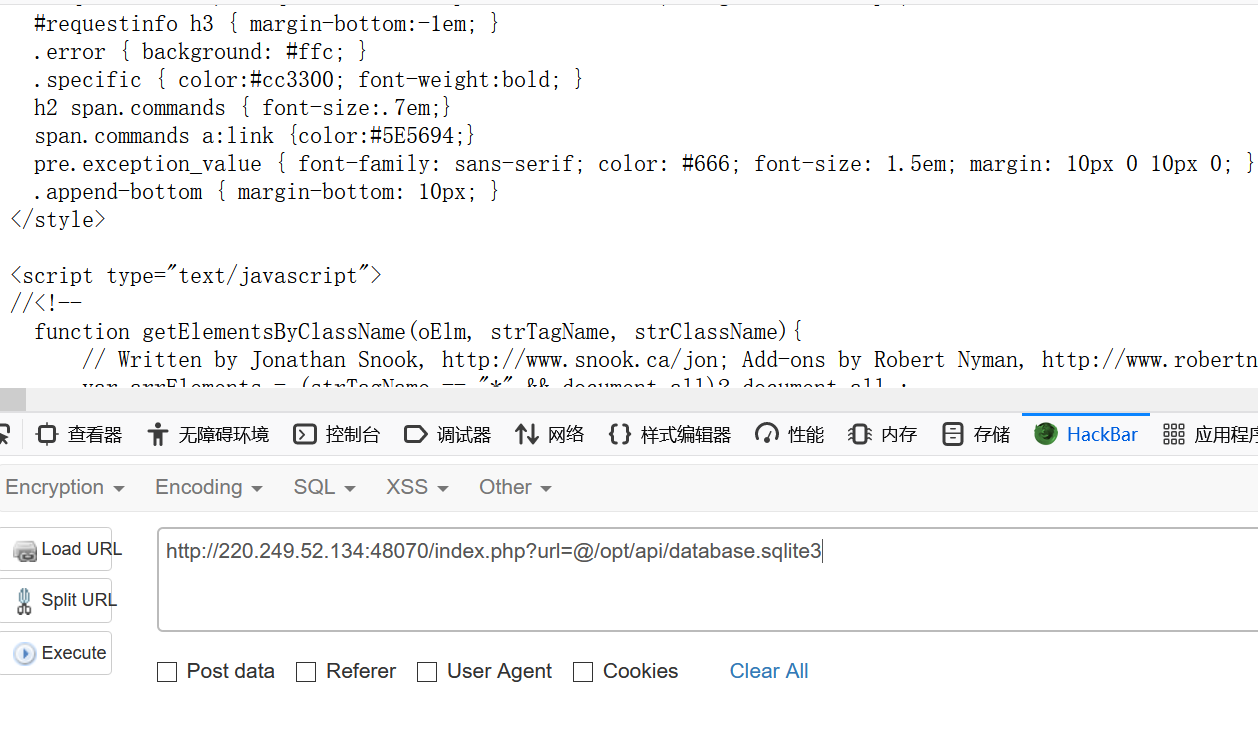 #requestinfo h3 { margin-bottom:-1em; }
.error { background: #ffc; }
.specific { color:#cc3300; font-weight:bold; }
h2 span.commands { font-size:.7em;}
span.commands a:link {color:#5E5694;}
pre.exception_value { font-family: sans-serif; color: #666; font-size: 1.5em; margin: 10px 0 10px 0; }
.append-bottom { margin-bottom: 10px; }
</style>
<script type="text/javascript">
//<!--
function getElementsByClassName(oElm, strTagName, strClassName){
// Written by Jonathan Snook, http://www.snook.ca/jon; Add-ons by Robert Nyman, http://www.robertn
var arrElements = (strTagName == "*" && document.all)? document.all :
查看器 无障碍环境 控制台 调试器 网络 样式编辑器 性能 内存 存储 HackBar 应用程序
Encryption Encoding SQL XSS Other
Load URL http://220.249.52.134:48070/index.php?url=@/opt/api/database.sqlite3
Split URL
Execute
Post data Referer User Agent Cookies Clear All